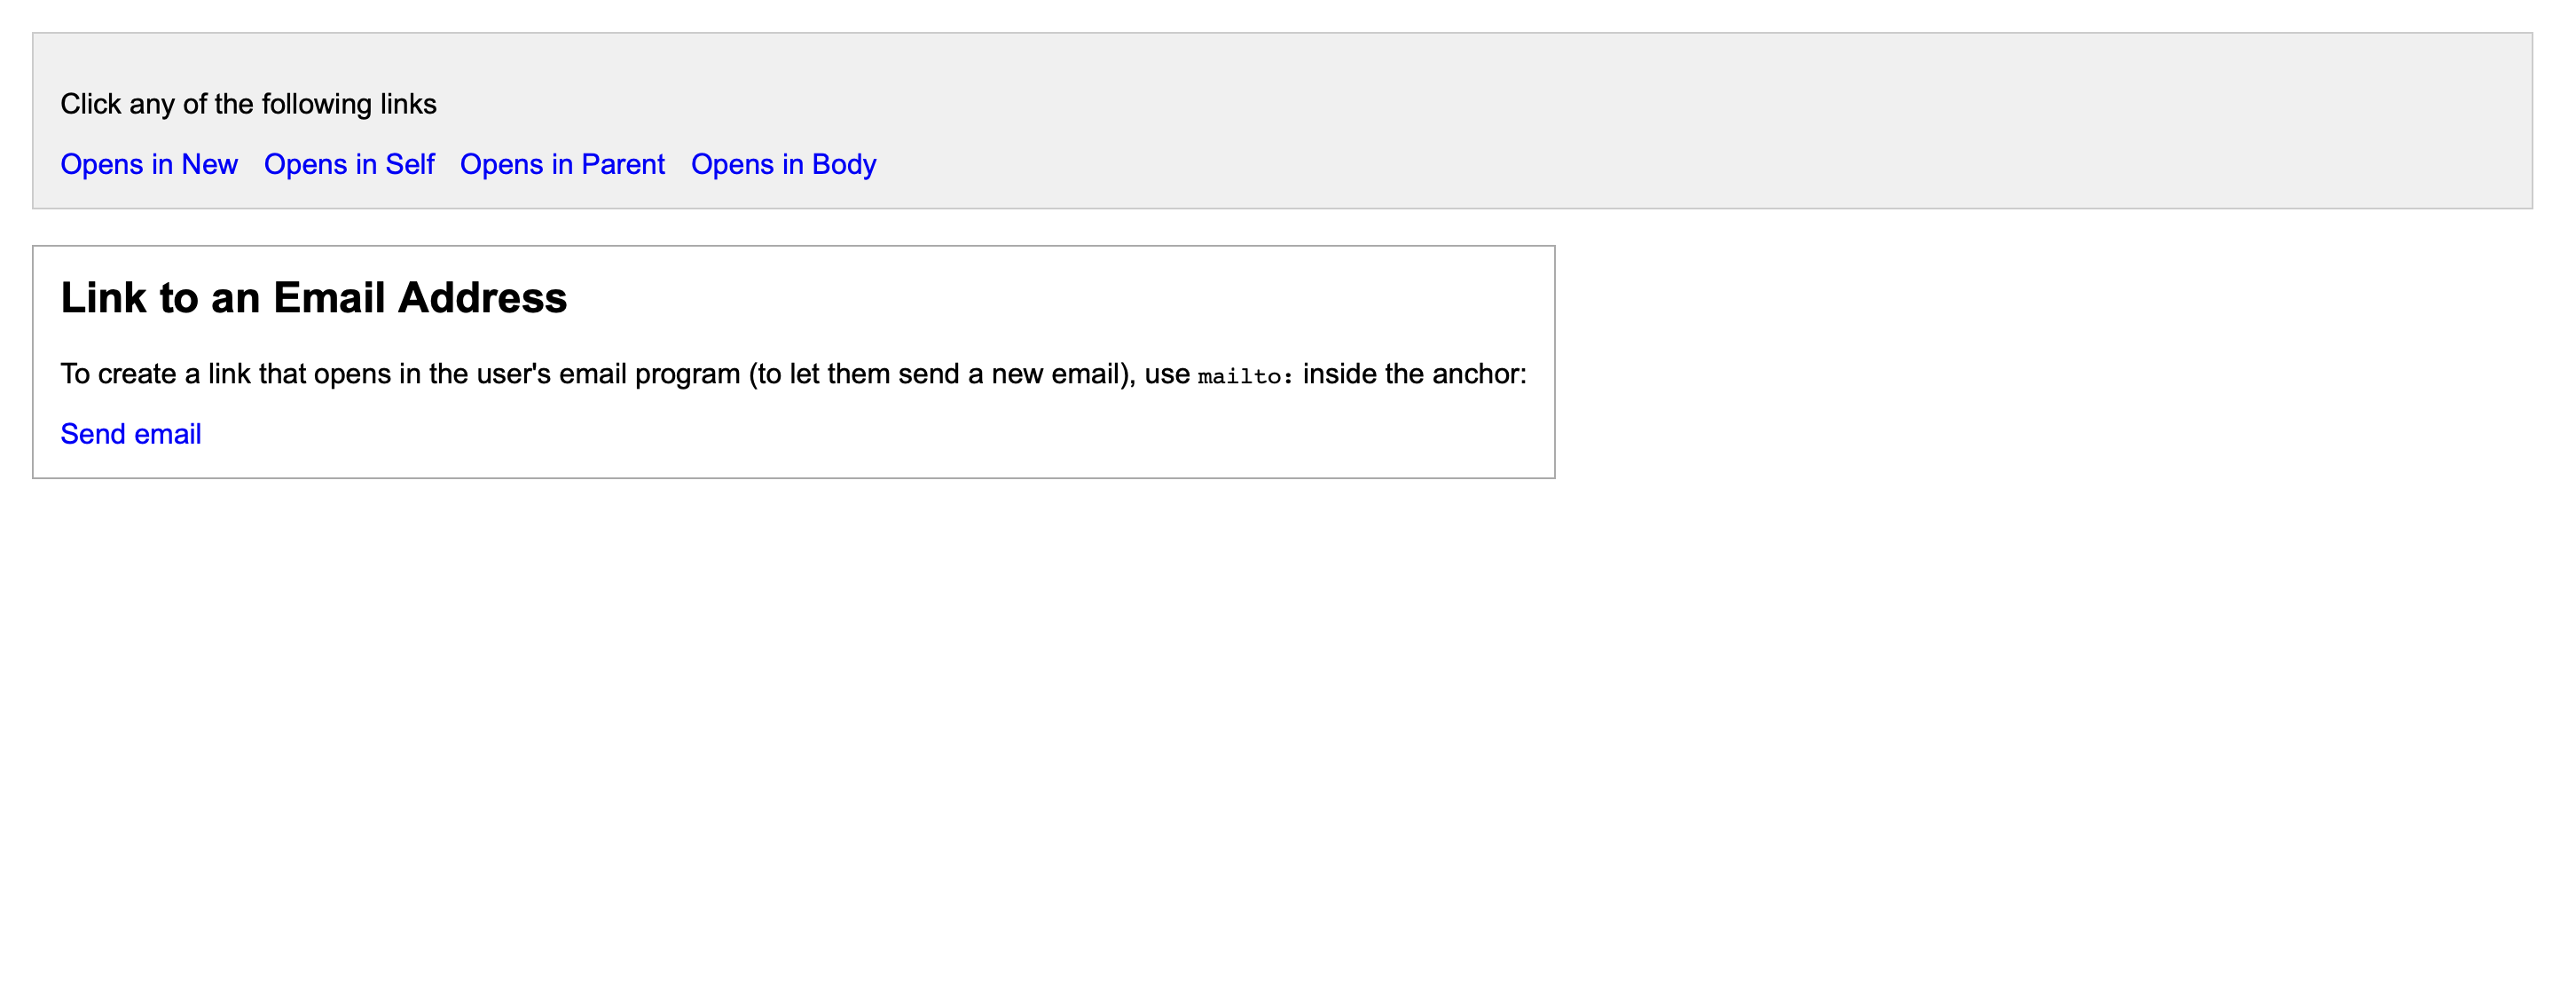 Click any of the following links
Opens in New Opens in Self Opens in Parent Opens in Body
Link to an Email Address
To create a link that opens in the user's email program (to let them send a new email), use mailto: inside the anchor:
Send email